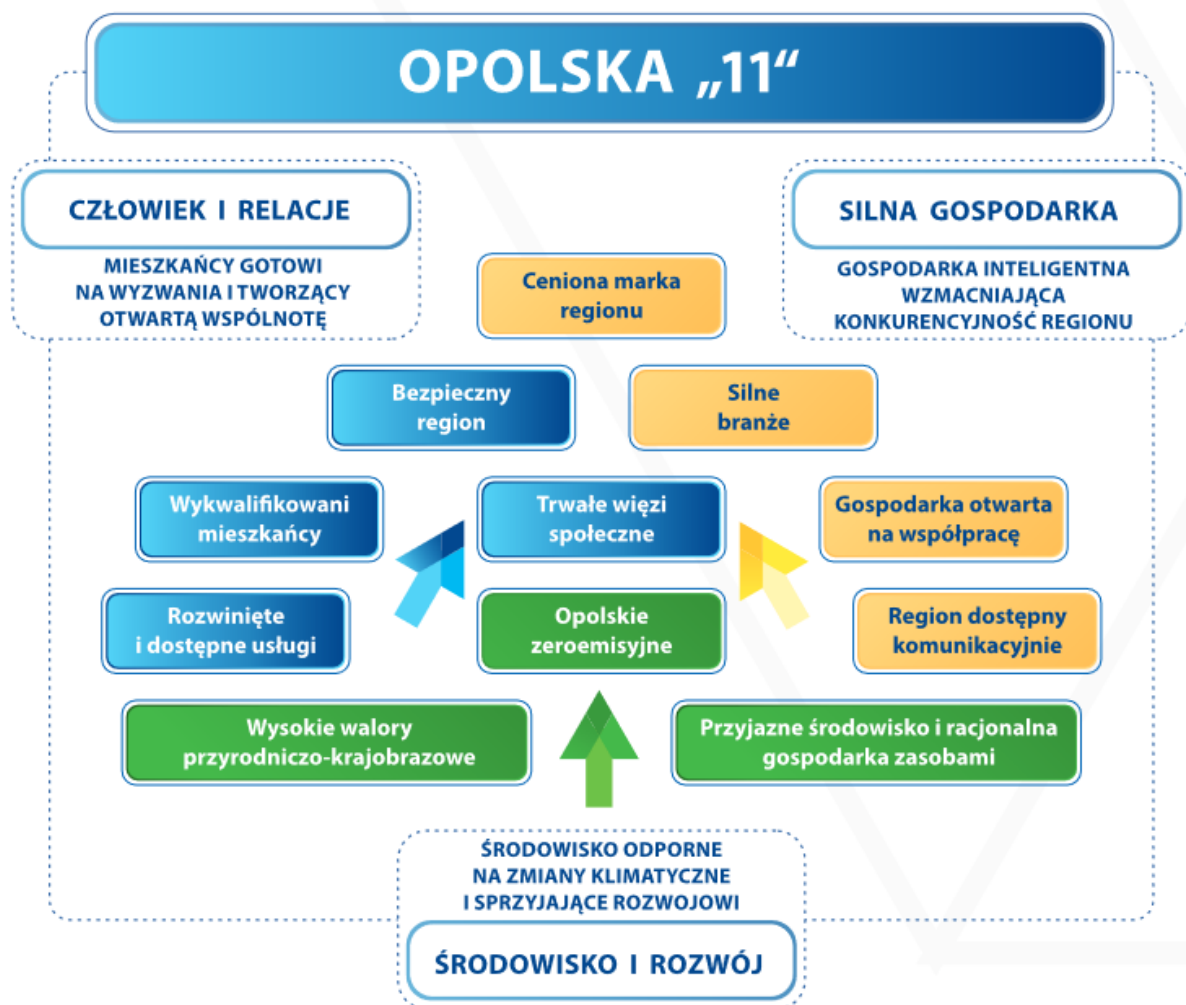 OPOLSKA „11“
CZŁOWIEK I RELACJE
MIESZKAŃCY GOTOWI
NA WYZWANIA I TWORZĄCY
OTWARTĄ WSPÓLNOTĘ
SILNA GOSPODARKA
GOSPODARKA INTELIGENTNA
WZMACNIAJĄCA
KONKURENCYJNOŚĆ REGIONU
Ceniona marka
regionu
Bezpieczny
region
Silne
branże
Wykwalifikowani
mieszkańcy
Trwałe więzi
społeczne
Gospodarka otwarta
na współpracę
Rozwinięte
i dostępne usługi
Opolskie
zeroemisyjne
Region dostępny
komunikacyjnie
Wysokie walory
przyrodniczo-krajobrazowe
Przyjazne środowisko i racjonalna
gospodarka zasobami
ŚRODOWISKO ODPORNE
NA ZMIANY KLIMATYCZNE
I SPRZYJAJĄCE ROZWOJOWI
ŚRODOWISKO I ROZWÓJ